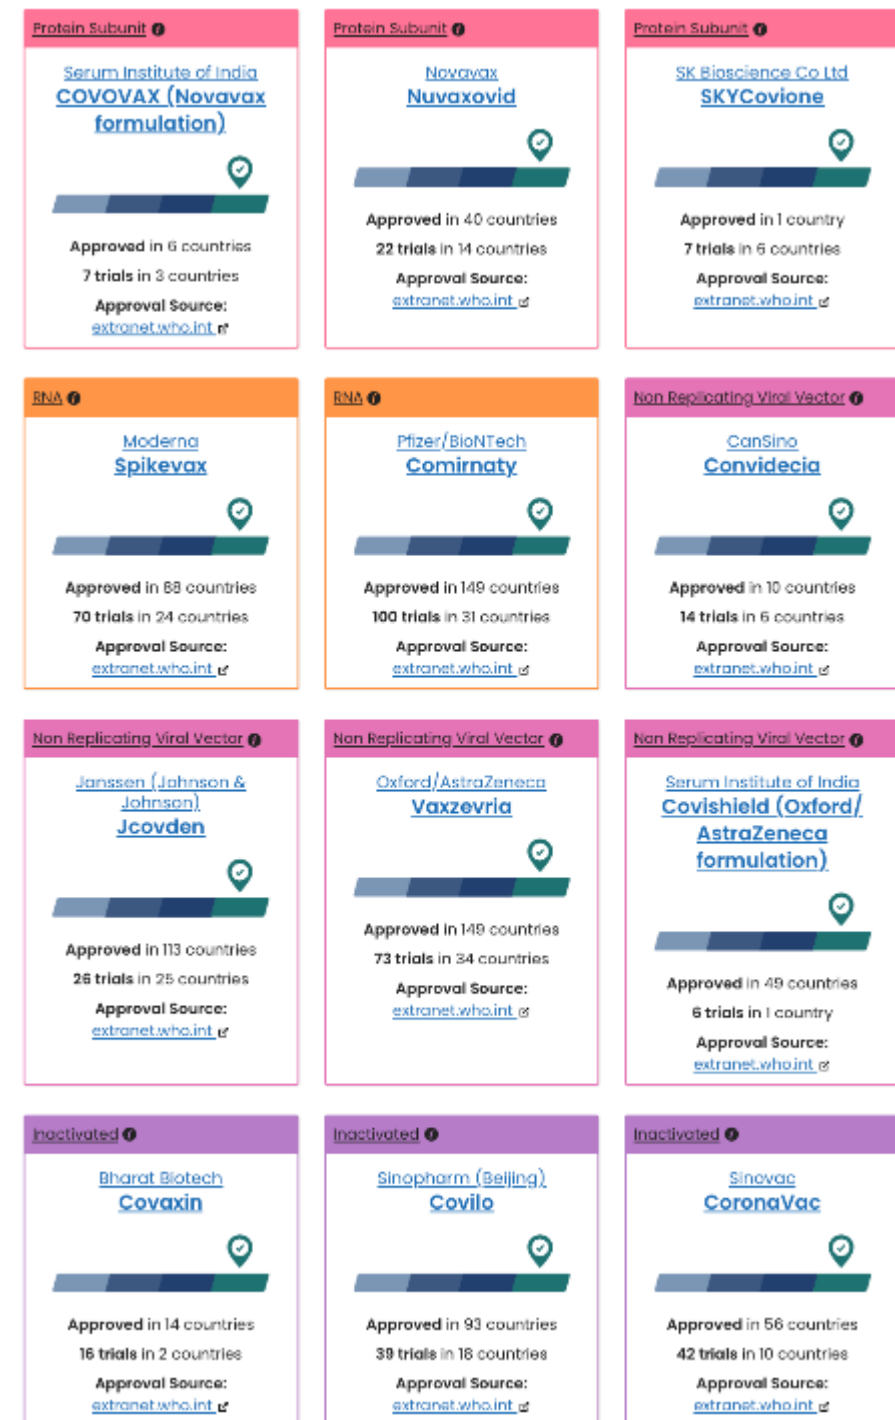 Protein Subunit
Serum Institute of India
COVOVAX (Novavax
formulation)
Approved in 6 countries
7 trials in 3 countries
Approval Source:
extranet.who.int
Protein Subunit
Novavax
Nuvaxovid
Approved in 40 countries
22 trials in 14 countries
Approval Source:
extranet.who.int
Protein Subunit
SK Bioscience Co Ltd
SKYCovione
Approved in 1 country
7 trials in 6 countries
Approval Source:
extranet.who.int
RNA
Moderna
Spikevax
Approved in 88 countries
70 trials in 24 countries
Approval Source:
extranet.who.int
RNA
Pfizer/BioNTech
Comirnaty
Approved in 149 countries
100 trials in 31 countries
Approval Source:
extranet.who.int
Non Replicating Viral Vector
CanSino
Convidecia
Approved in 10 countries
14 trials in 6 countries
Approval Source:
extranet.who.int
Non Replicating Viral Vector
Janssen (Johnson &
Johnson)
Jcovden
Approved in 113 countries
26 trials in 25 countries
Approval Source:
extranet.who.int
Non Replicating Viral Vector
Oxford/AstraZeneca
Vaxzevria
Approved in 149 countries
73 trials in 34 countries
Approval Source:
extranet.who.int
Non Replicating Viral Vector
Serum Institute of India
Covishield (Oxford/
AstraZeneca
formulation)
Approved in 49 countries
6 trials in 1 country
Approval Source:
extranet.who.int
Inactivated
Bharat Biotech
Covaxin
Approved in 14 countries
16 trials in 2 countries
Approval Source:
extranet.who.int
Inactivated
Sinopharm (Beijing)
Covilo
Approved in 93 countries
39 trials in 18 countries
Approval Source:
extranet.who.int
Inactivated
Sinovac
CoronaVac
Approved in 56 countries
42 trials in 10 countries
Approval Source:
extranet.who.int